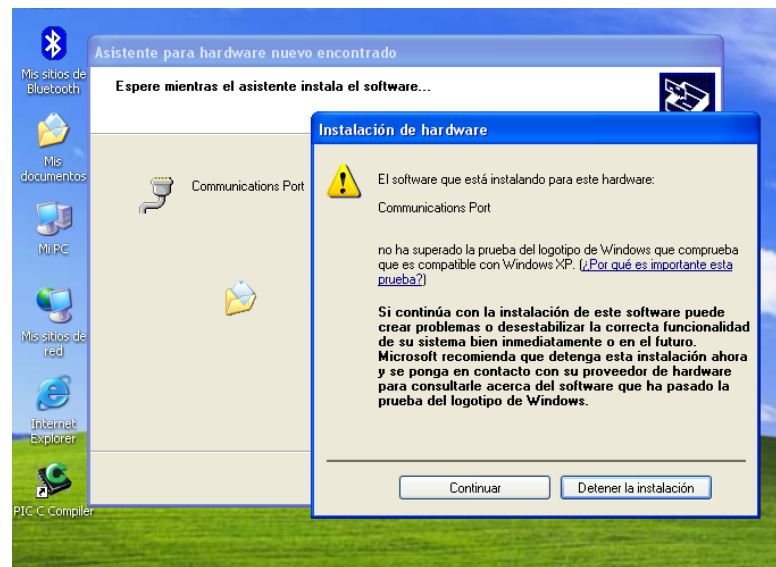 Mis sitios de
Bluetooth
Mis
documentos
Mi PC
Mis sitios de
red
Internet
Explorer
PIC C Compiler
Asistente para hardware nuevo encontrado
Espere mientras el asistente instala el software...
Communications Port
Instalación de hardware
El software que está instalando para este hardware:
Communications Port
no ha superado la prueba del logotipo de Windows que comprueba
que es compatible con Windows XP. (¿Por qué es importante esta
prueba?)
Si continúa con la instalación de este software puede
crear problemas o desestabilizar la correcta funcionalidad
de su sistema bien inmediatamente o en el futuro.
Microsoft recomienda que detenga esta instalación ahora
y se ponga en contacto con su proveedor de hardware
para consultarle acerca del software que ha pasado la
prueba del logotipo de Windows.
Continuar
Detener la instalación